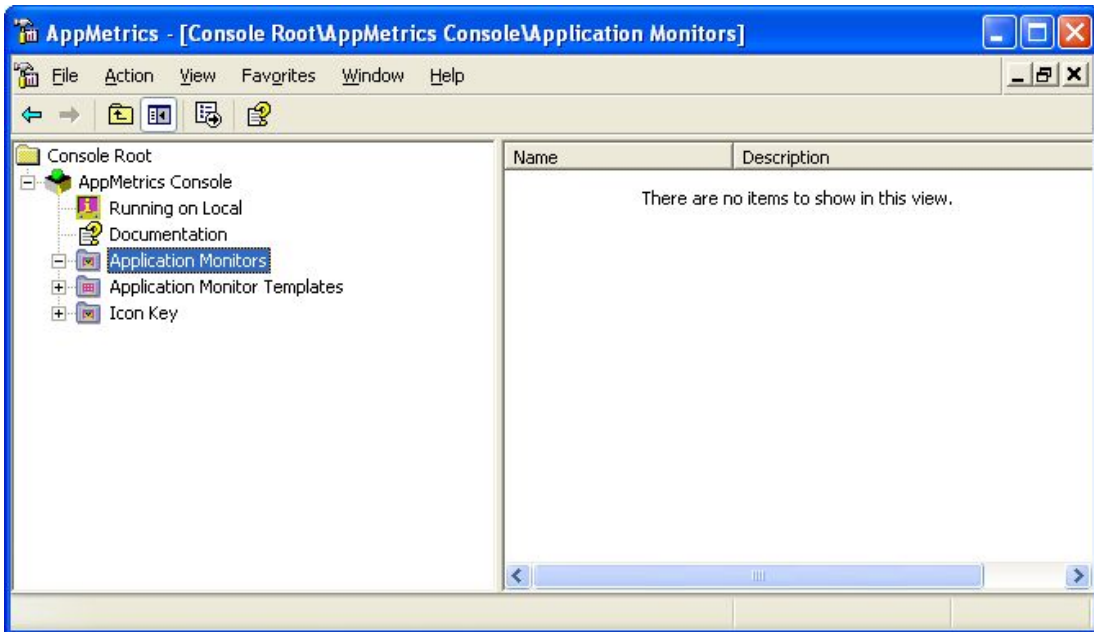 AppMetrics - [Console Root\AppMetrics Console\Application Monitors]
File Action View Favorites Window Help
Console Root
AppMetrics Console
Running on Local
Documentation
Application Monitors
Application Monitor Templates
Icon Key
Name Description
There are no items to show in this view.